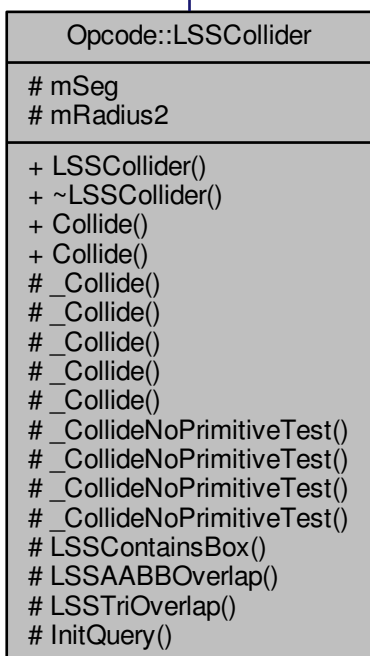 Opcode::LSSCollider
# mSeg
# mRadius2
+ LSSCollider()
+ ~LSSCollider()
+ Collide()
+ Collide()
# _Collide()
# _Collide()
# _Collide()
# _Collide()
# _Collide()
# _CollideNoPrimitiveTest()
# _CollideNoPrimitiveTest()
# _CollideNoPrimitiveTest()
# _CollideNoPrimitiveTest()
# LSSContainsBox()
# LSSAABBOverlap()
# LSSTriOverlap()
# InitQuery()